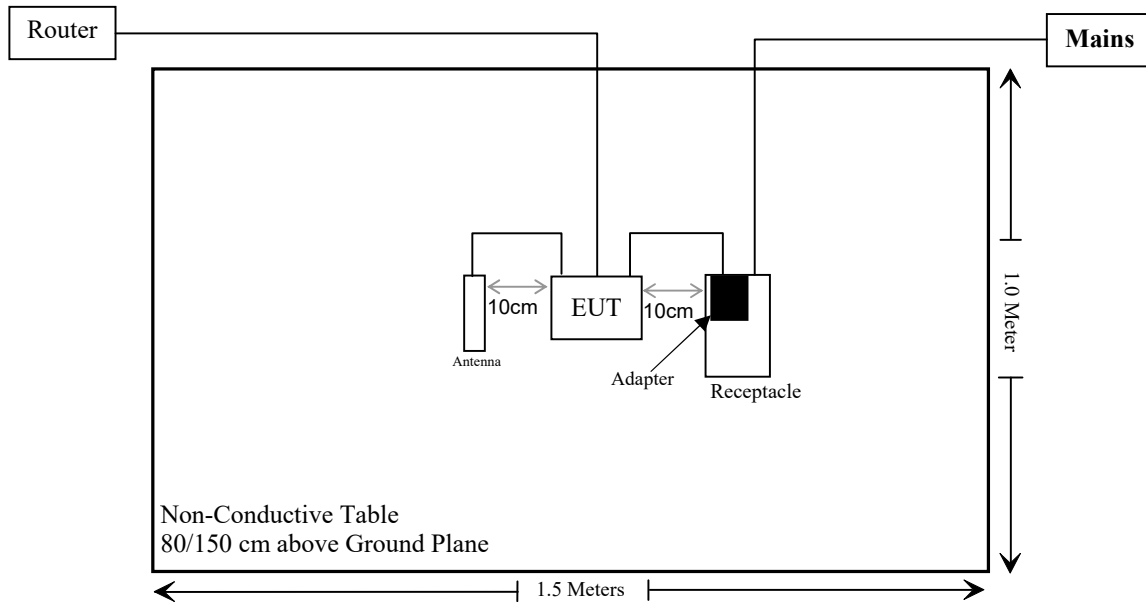 Router
Mains
10cm
EUT
10cm
Antenna
Adapter
Receptacle
1.0 Meter
Non-Conductive Table
80/150 cm above Ground Plane
1.5 Meters